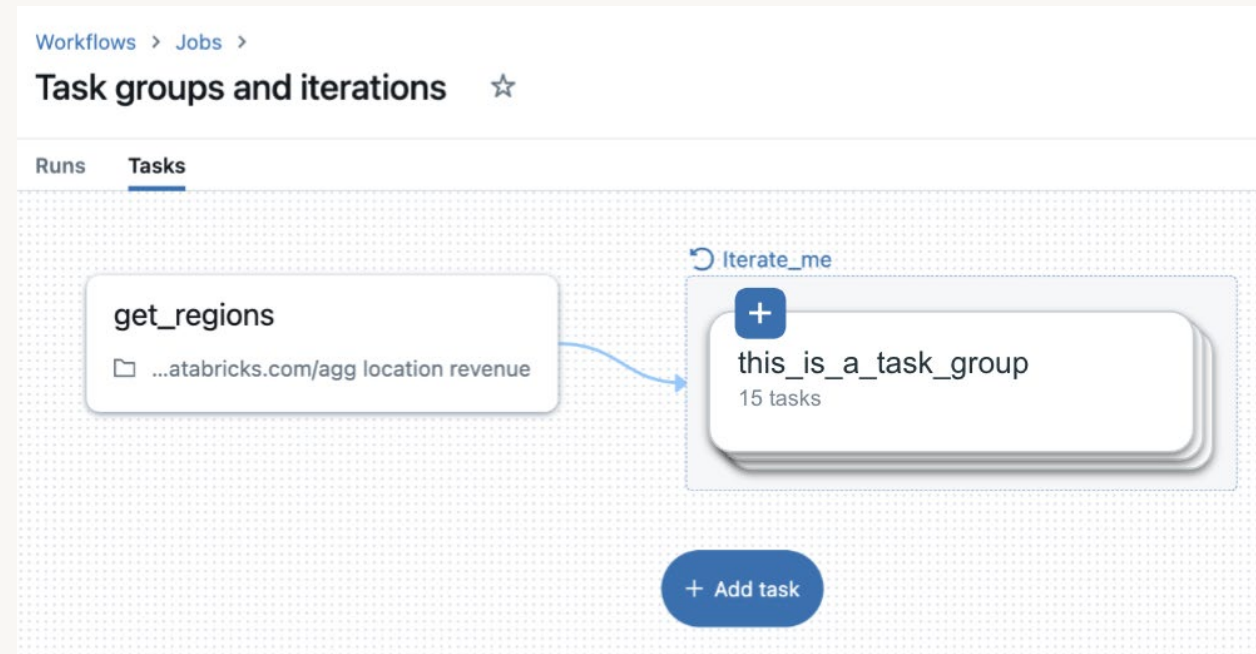 Workflows > Jobs >
Task groups and iterations
Runs Tasks
Iterate_me
get_regions
...atabricks.com/agg location revenue
+
this_is_a_task_group
15 tasks
+ Add task